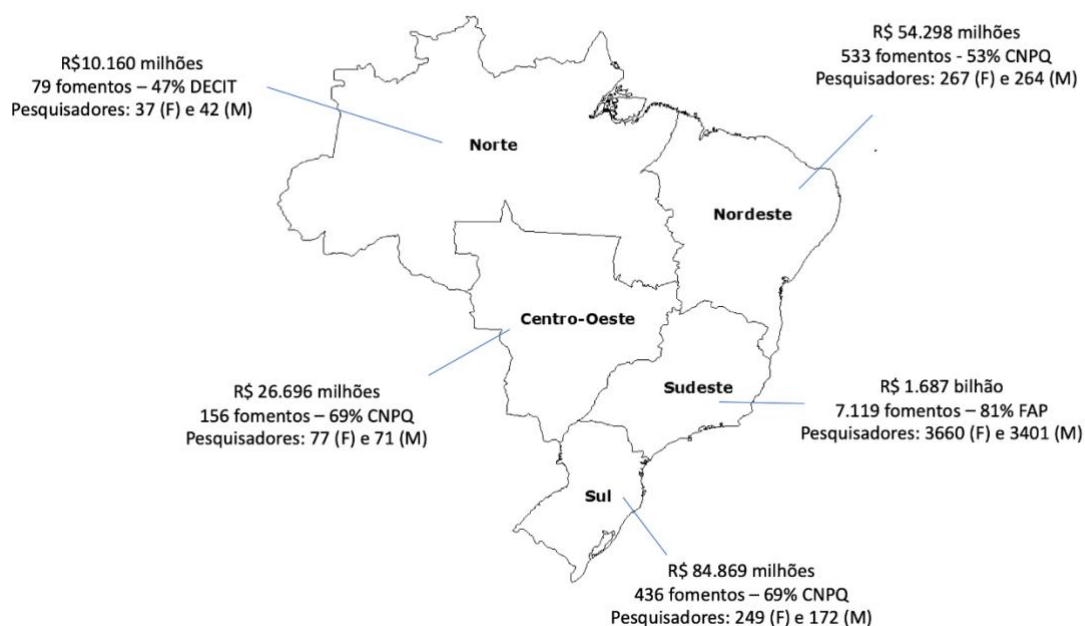 R$10.160 milhões
79 fomentos – 47% DECIT
Pesquisadores: 37 (F) e 42 (M)
R$ 54.298 milhões
533 fomentos - 53% CNPQ
Pesquisadores: 267 (F) e 264 (M)
Norte
Nordeste
Centro-Oeste
Sudeste
R$ 26.696 milhões
156 fomentos – 69% CNPQ
Pesquisadores: 77 (F) e 71 (M)
R$ 1.687 bilhão
7.119 fomentos – 81% FAP
Pesquisadores: 3660 (F) e 3401 (M)
Sul
R$ 84.869 milhões
436 fomentos – 69% CNPQ
Pesquisadores: 249 (F) e 172 (M)